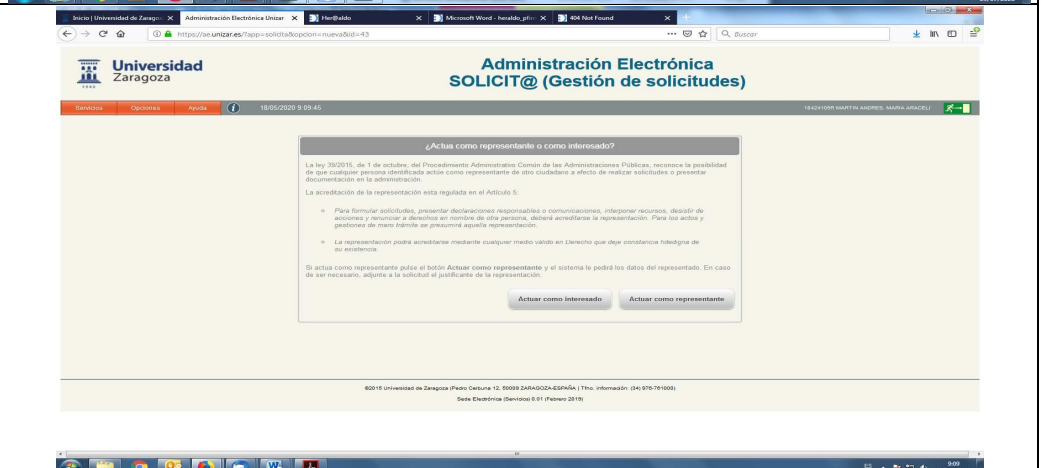 Inicio | Universidad de Zaragoz
Administración Electrónica Unizar
Her@aldo
Microsoft Word - heraldo_pfin
404 Not Found
https://ae.unizar.es/?app=solicita&opcion=nueva&id=43
Buscar
Universidad
Zaragoza
1542
Administración Electrónica
SOLICIT@ (Gestión de solicitudes)
Servicios Opciones Ayuda 18/05/2020 9:09:45
MARTIN ANDRES, MARIA ARACELI
¿Actua como representante o como interesado?
La ley 39/2015, de 1 de octubre, del Procedimiento Administrativo Común de las Administraciones Públicas, reconoce la posibilidad
de que cualquier persona identificada actúe como representante de otro ciudadano a efecto de realizar solicitudes o presentar
documentación en la administración.
La acreditación de la representación esta regulada en el Artículo 5:
Para formular solicitudes, presentar declaraciones responsables o comunicaciones, interponer recursos, desistir de
acciones y renunciar a derechos en nombre de otra persona, deberá acreditarse la representación. Para los actos y
gestiones de mero trámite se presumirá aquella representación.
La representación podrá acreditarse mediante cualquier medio válido en Derecho que deje constancia fidedigna de
su existencia.
Si actua como representante pulse el botón Actuar como representante y el sistema le pedirá los datos del representado. En caso
de ser necesario, adjunte a la solicitud el justificante de la representación.
Actuar como interesado Actuar como representante
©2015 Universidad de Zaragoza (Pedro Cerbuna 12, 50009 ZARAGOZA-ESPAÑA | Tfno. información: (34) 976-761000)
Sede Electrónica (Servicios) 0.01 (Febrero 2019)
9:09